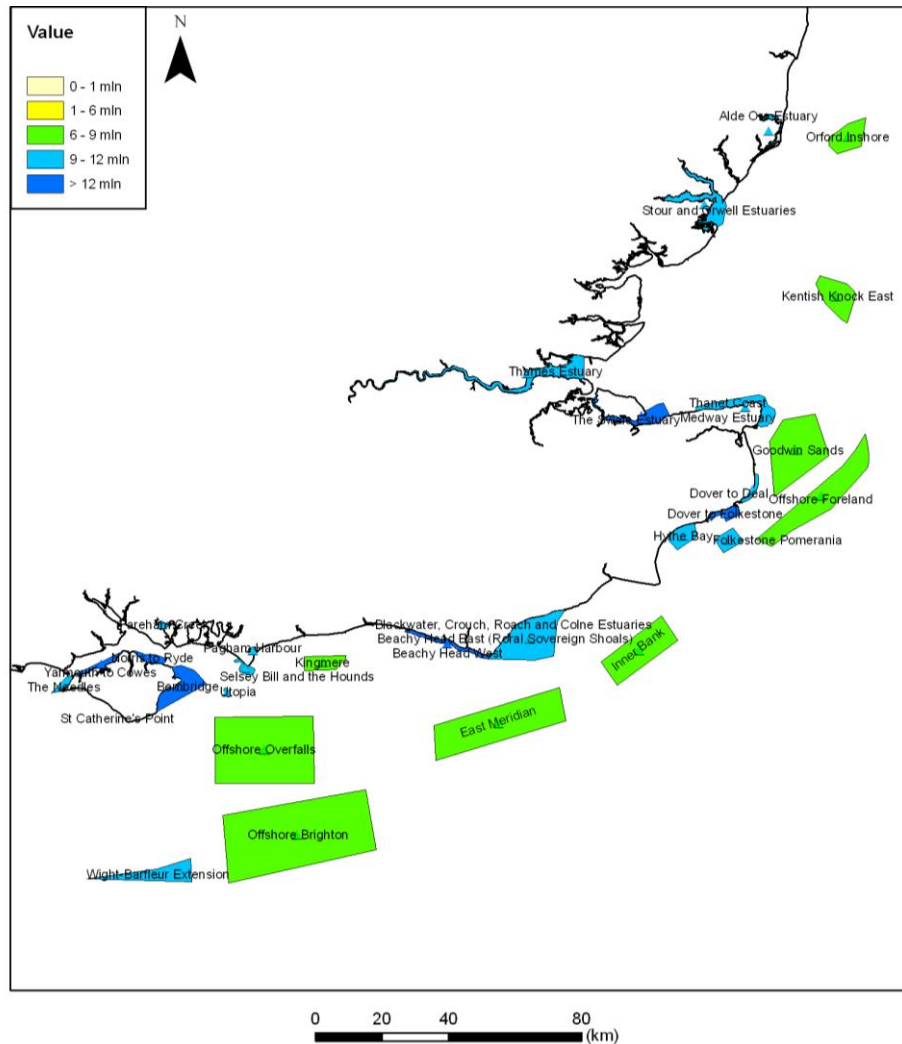 Value
N
0 - 1 mln
1 - 6 mln
6 - 9 mln
9 - 12 mln
> 12 mln
Alde Ore Estuary
Orford Inshore
Stour and Orwell Estuaries
Kentish Knock East
Thames Estuary
Thanet Coast
The Swale Estuary
Medway Estuary
Goodwin Sands
Dover to Deal
Offshore Foreland
Dover to Folkestone
Hythe Bay
Folkestone Pomerania
Fareham Creek
Blackwater, Crouch, Roach and Colne Estuaries
Beachy Head East (Royal Sovereign Shoals)
Pagham Harbour
Beachy Head West
Norris to Ryde
Kingmere
Inner Bank
Yarmouth to Cowes
Selsey Bill and the Hounds
The Needles
Bembridge
Utopia
St Catherine's Point
East Meridian
Offshore Overfalls
Offshore Brighton
Wight-Barfleur Extension
0 20 40 80
(km)